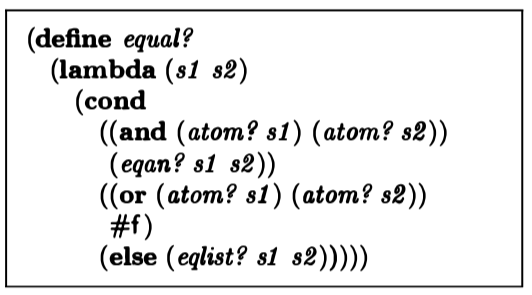 (define equal?
(lambda (s1 s2)
(cond
((and (atom? s1) (atom? s2))
(eqan? s1 s2))
((or (atom? s1) (atom? s2))
#f)
(else (eqlist? s1 s2)))))